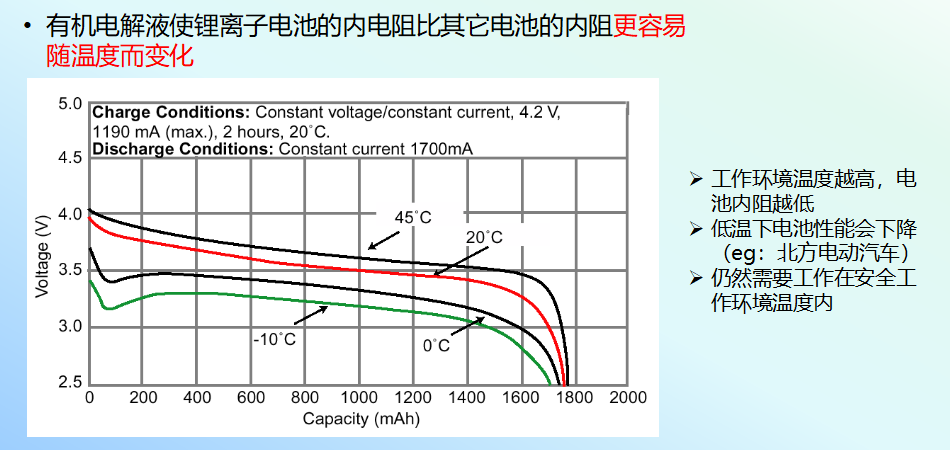 • 有机电解液使锂离子电池的内电阻比其它电池的内阻更容易
随温度而变化
Charge Conditions: Constant voltage/constant current, 4.2 V,
1190 mA (max.), 2 hours, 20°C.
Discharge Conditions: Constant current 1700mA
5.0
4.5
4.0
3.5
3.0
2.5
Voltage (V)
45°C
20°C
-10°C
0°C
0 200 400 600 800 1000 1200 1400 1600 1800 2000
Capacity (mAh)
➢ 工作环境温度越高，电
池内阻越低
➢ 低温下电池性能会下降
（eg：北方电动汽车）
➢ 仍然需要工作在安全工
作环境温度内